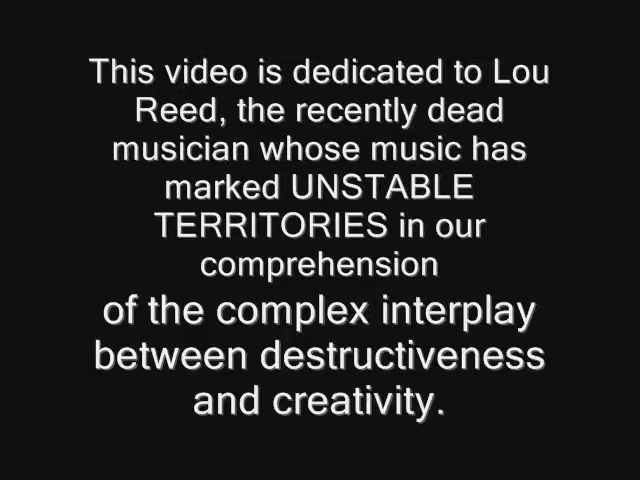 This video is dedicated to Lou
Reed, the recently dead
musician whose music has
marked UNSTABLE
TERRITORIES in our
comprehension
of the complex interplay
between destructiveness
and creativity.